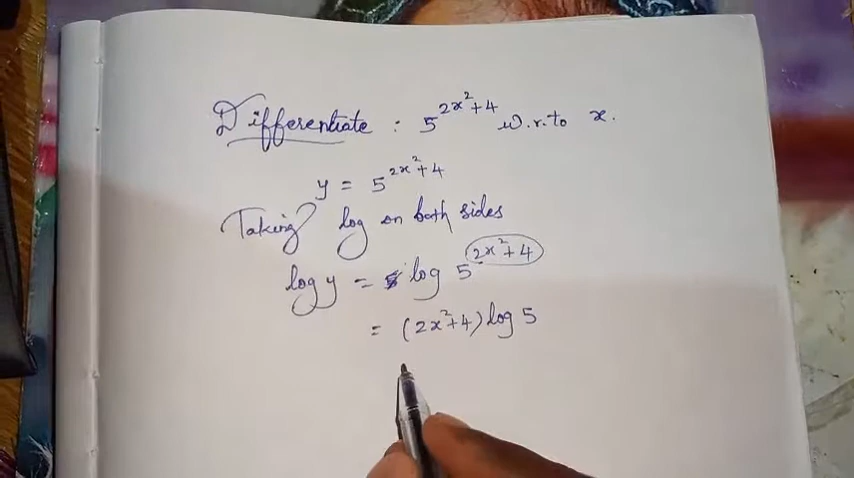 Differentiate : 5^{2x²+4} w.r.to x.
y = 5^{2x²+4}
Taking log on both sides
log y = log 5^{2x²+4}
= (2x²+4) log 5